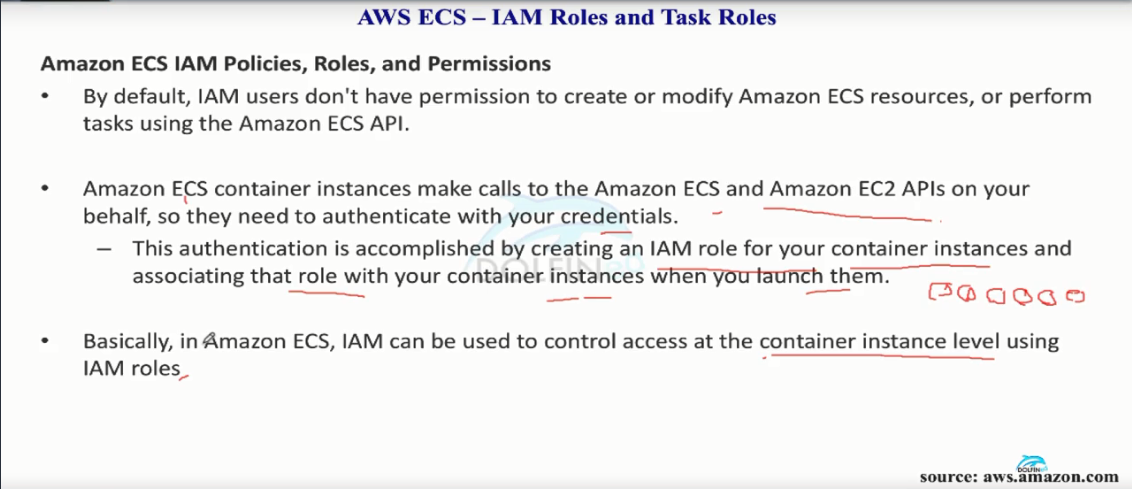 AWS ECS – IAM Roles and Task Roles
Amazon ECS IAM Policies, Roles, and Permissions
• By default, IAM users don't have permission to create or modify Amazon ECS resources, or perform
tasks using the Amazon ECS API.
• Amazon ECS container instances make calls to the Amazon ECS and Amazon EC2 APIs on your
behalf, so they need to authenticate with your credentials.
– This authentication is accomplished by creating an IAM role for your container instances and
associating that role with your container instances when you launch them.
• Basically, in Amazon ECS, IAM can be used to control access at the container instance level using
IAM roles
DOLFINED
DOLFINED
source: aws.amazon.com